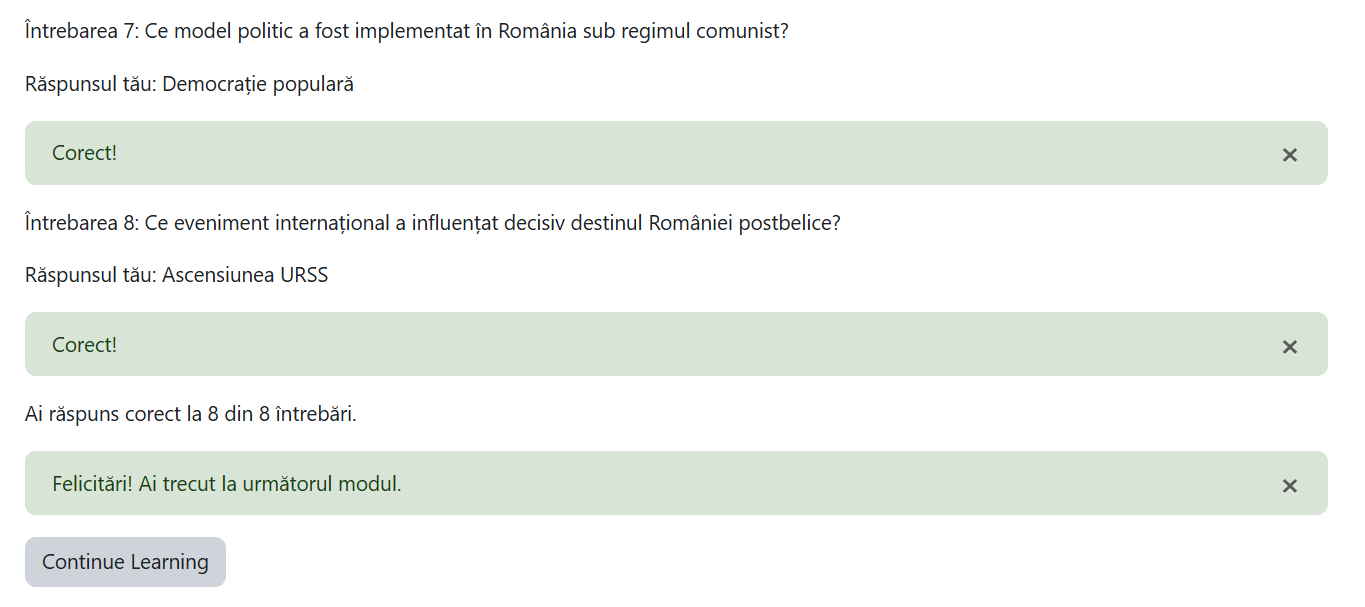 Întrebarea 7: Ce model politic a fost implementat în România sub regimul comunist?
Răspunsul tău: Democrație populară
Corect!
Întrebarea 8: Ce eveniment internațional a influențat decisiv destinul României postbelice?
Răspunsul tău: Ascensiunea URSS
Corect!
Ai răspuns corect la 8 din 8 întrebări.
Felicitări! Ai trecut la următorul modul.
Continue Learning